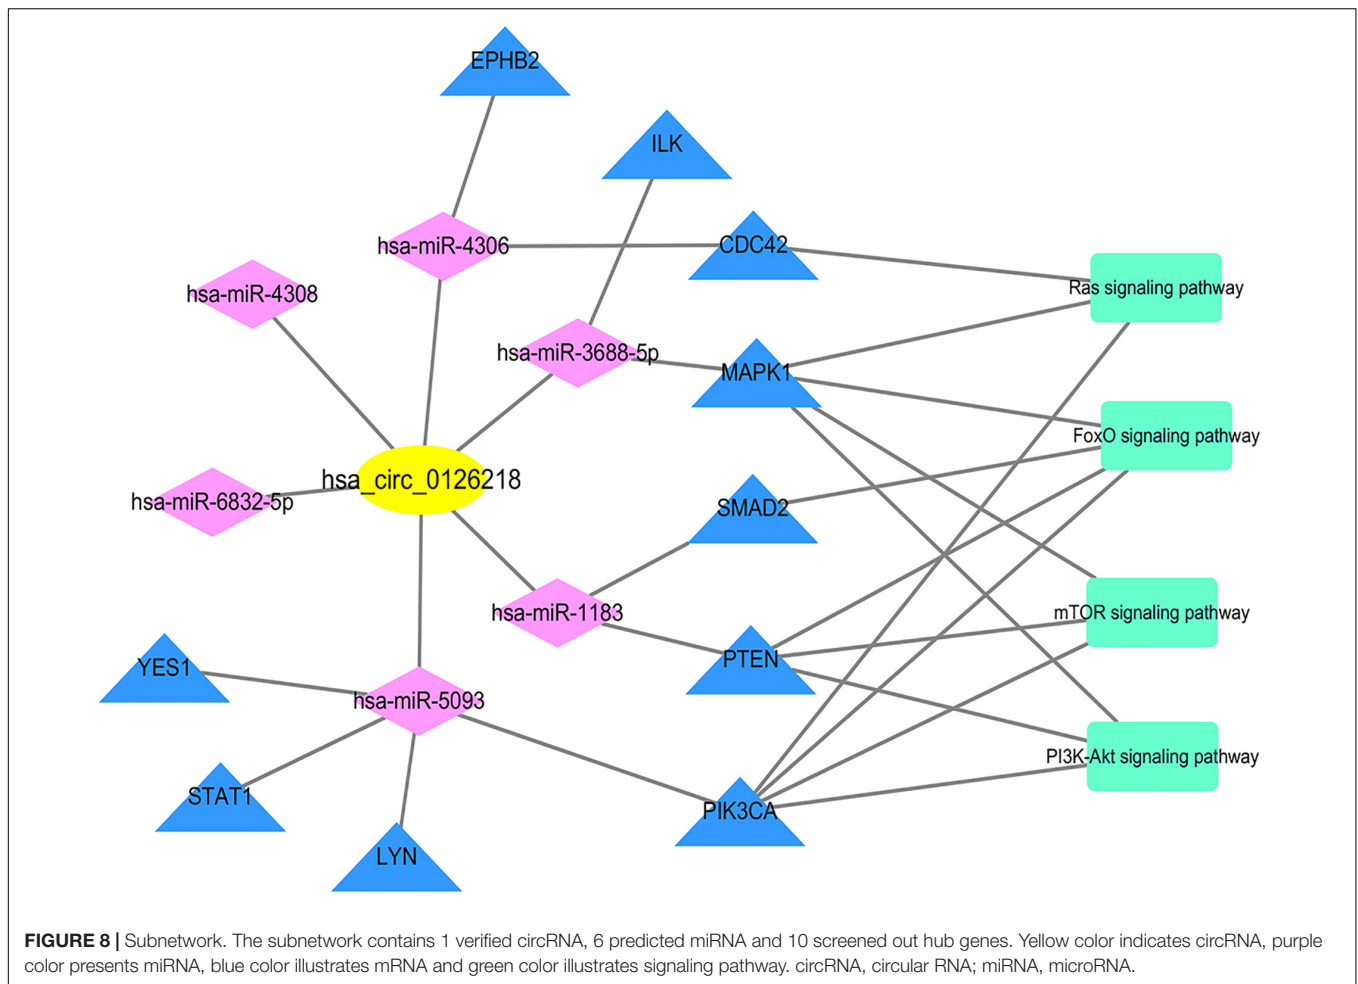 EPHB2
ILK
hsa-miR-4306
CDC42
hsa-miR-4308
Ras signaling pathway
hsa-miR-3688-5p
MAPK1
FoxO signaling pathway
hsa_circ_0126218
hsa-miR-6832-5p
SMAD2
hsa-miR-1183
mTOR signaling pathway
YES1
PTEN
hsa-miR-5093
PI3K-Akt signaling pathway
STAT1
PIK3CA
LYN
FIGURE 8 | Subnetwork. The subnetwork contains 1 verified circRNA, 6 predicted miRNA and 10 screened out hub genes. Yellow color indicates circRNA, purple
color presents miRNA, blue color illustrates mRNA and green color illustrates signaling pathway. circRNA, circular RNA; miRNA, microRNA.